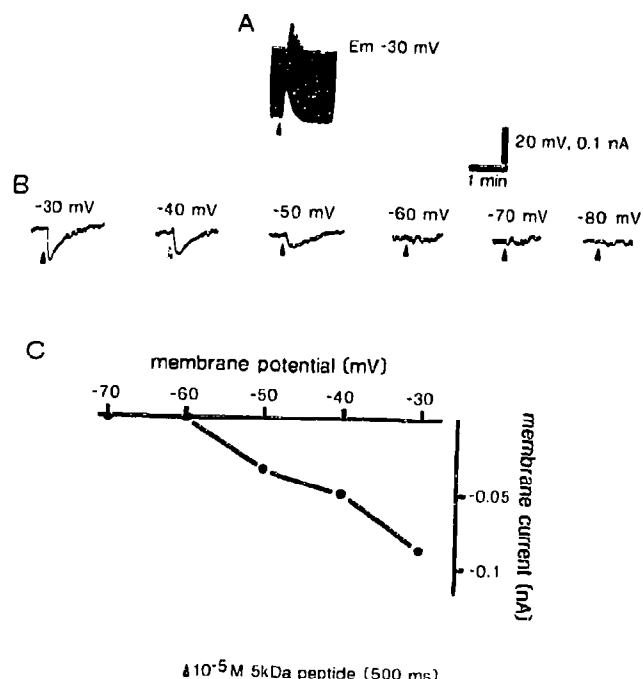 A
Em -30 mV
20 mV, 0.1 nA
1 min
B
-30 mV -40 mV -50 mV -60 mV -70 mV -80 mV
C
membrane potential (mV)
-70 -60 -50 -40 -30
-0.05
-0.1
membrane current (nA)
10⁻⁵M 5kDa peptide (500 ms)